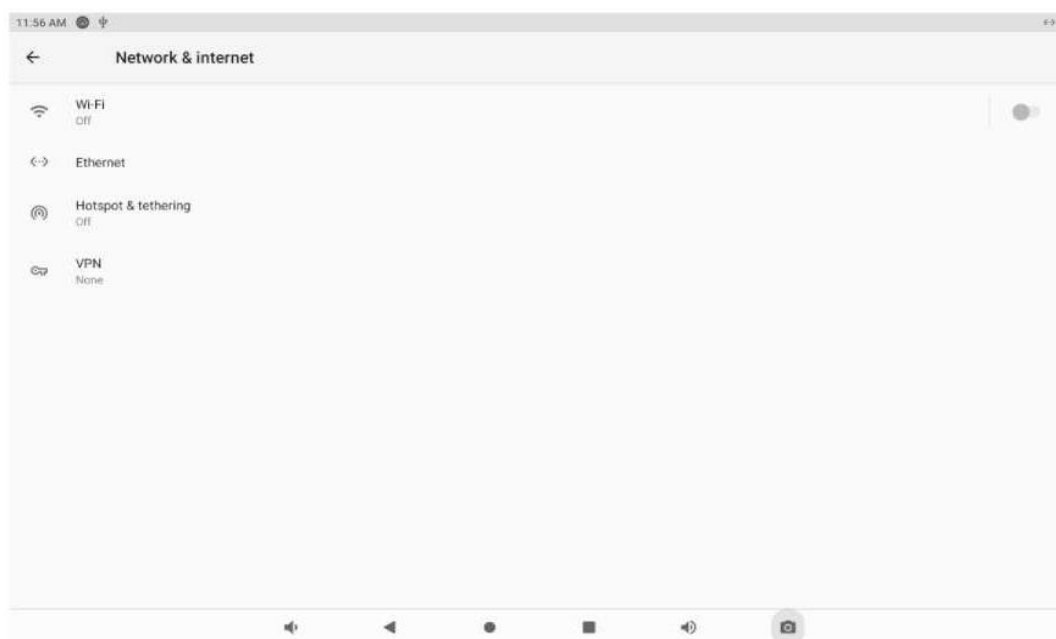 11:56 AM
Network & internet
Wi-Fi
Off
Ethernet
Hotspot & tethering
Off
VPN
None